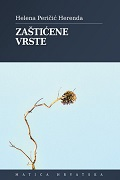 Helena Peričić Herenda
ZAŠTIĆENE
VRSTE
MATICA HRVATSKA